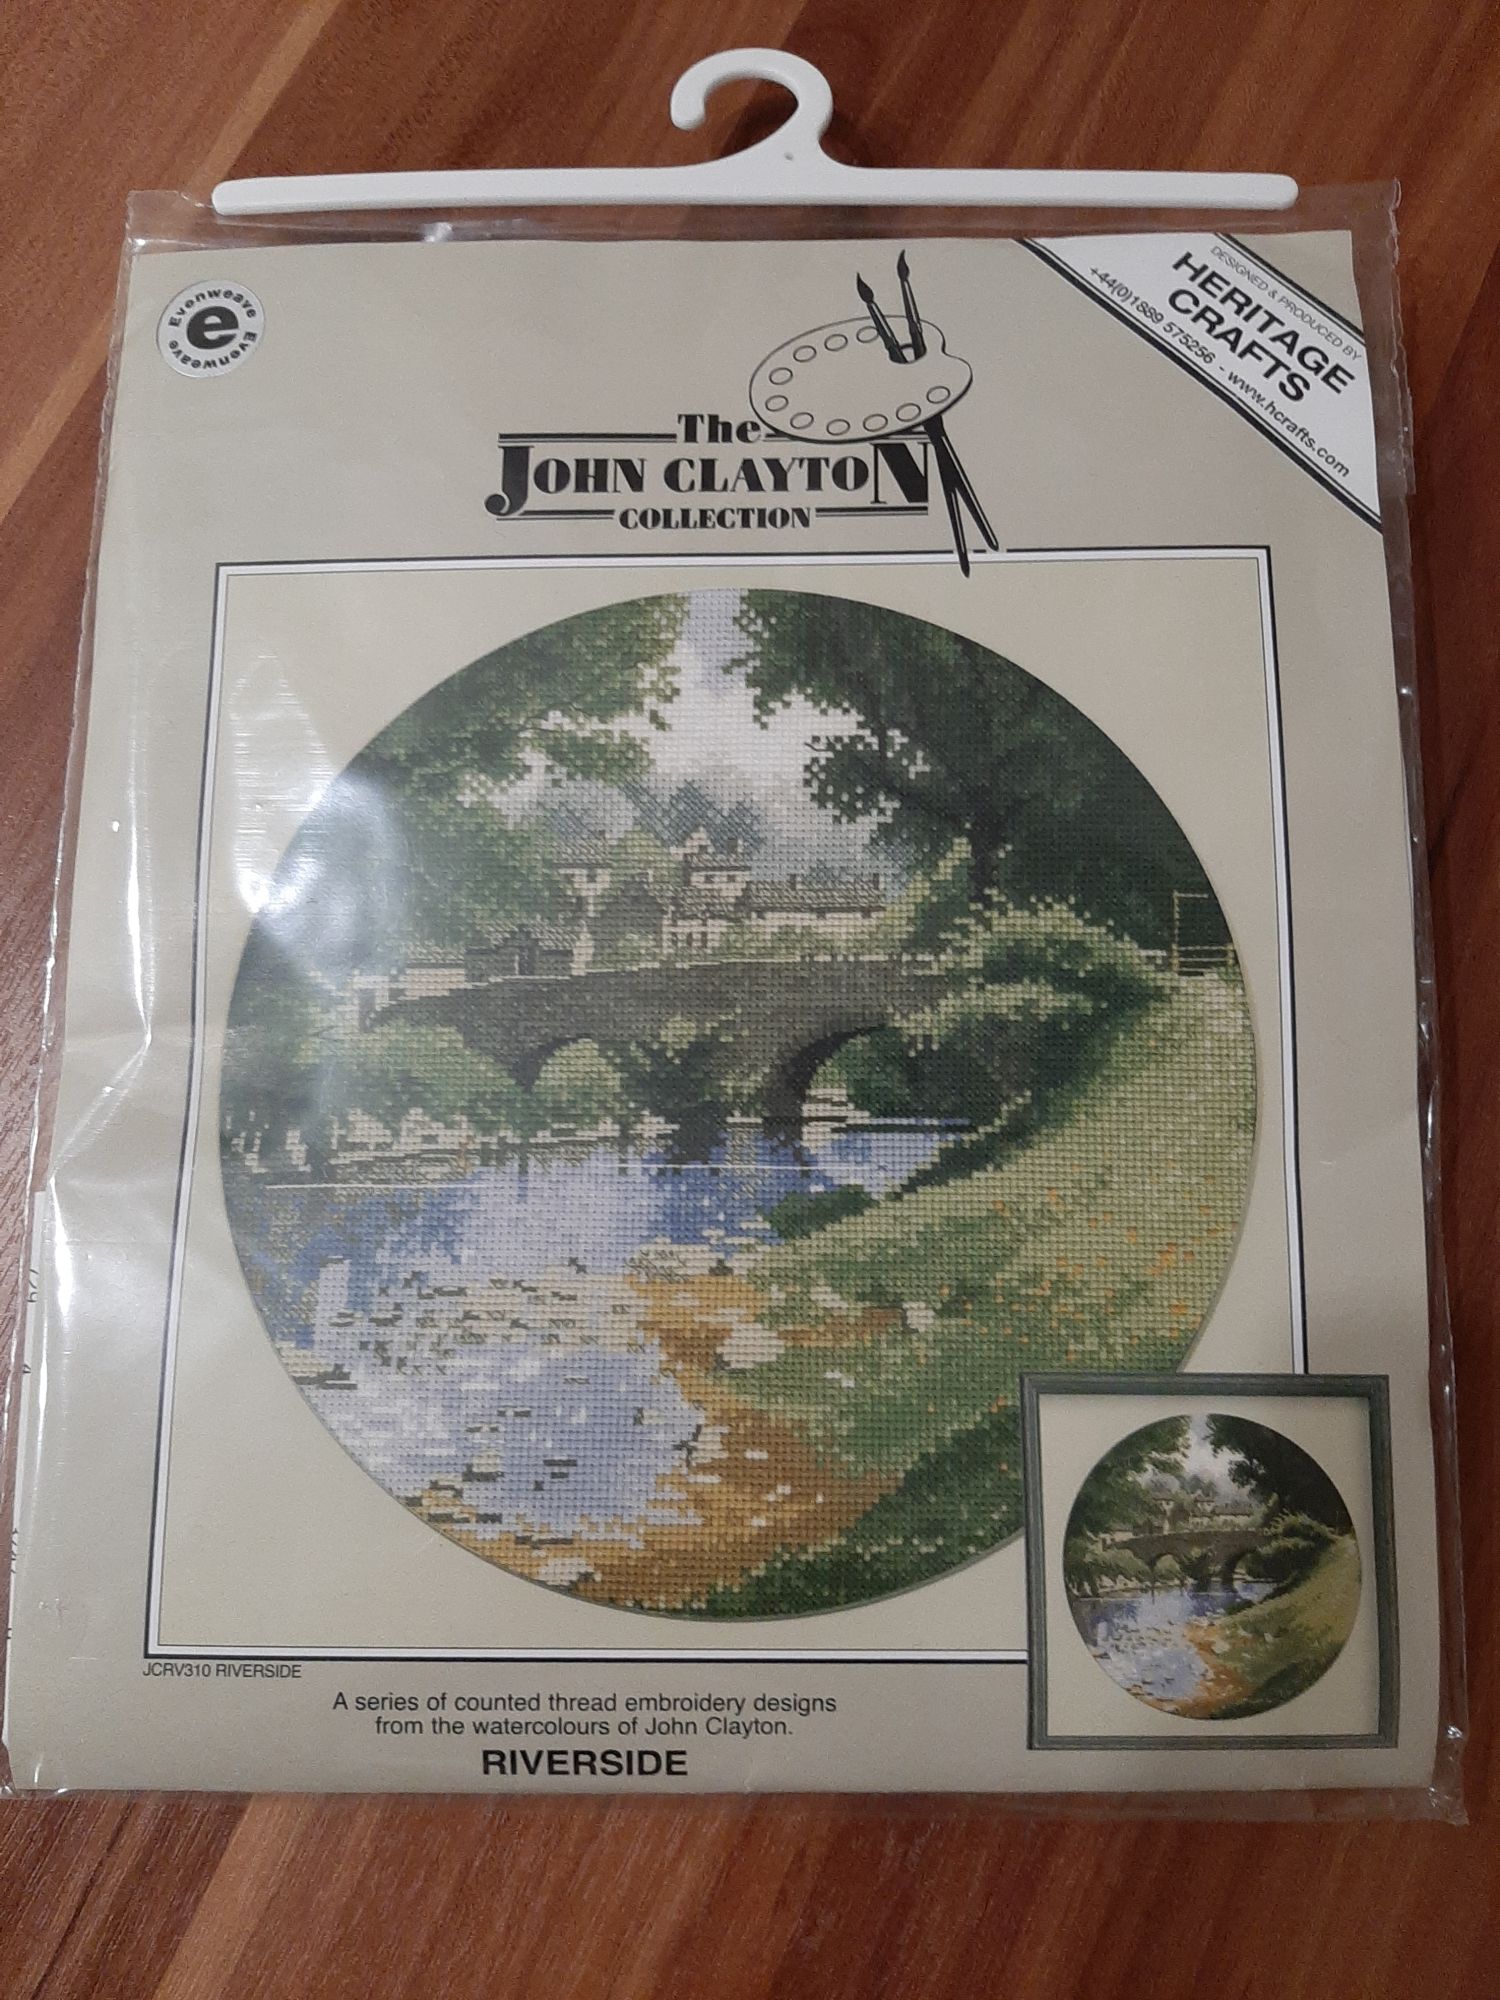 Evenweave Evenweave Evenweave
e
DESIGNED & PRODUCED BY
HERITAGE
CRAFTS
+44(0)1889 575256 - www.hcrafts.com
The
JOHN CLAYTON
COLLECTION
JCRV310 RIVERSIDE
A series of counted thread embroidery designs
from the watercolours of John Clayton.
RIVERSIDE